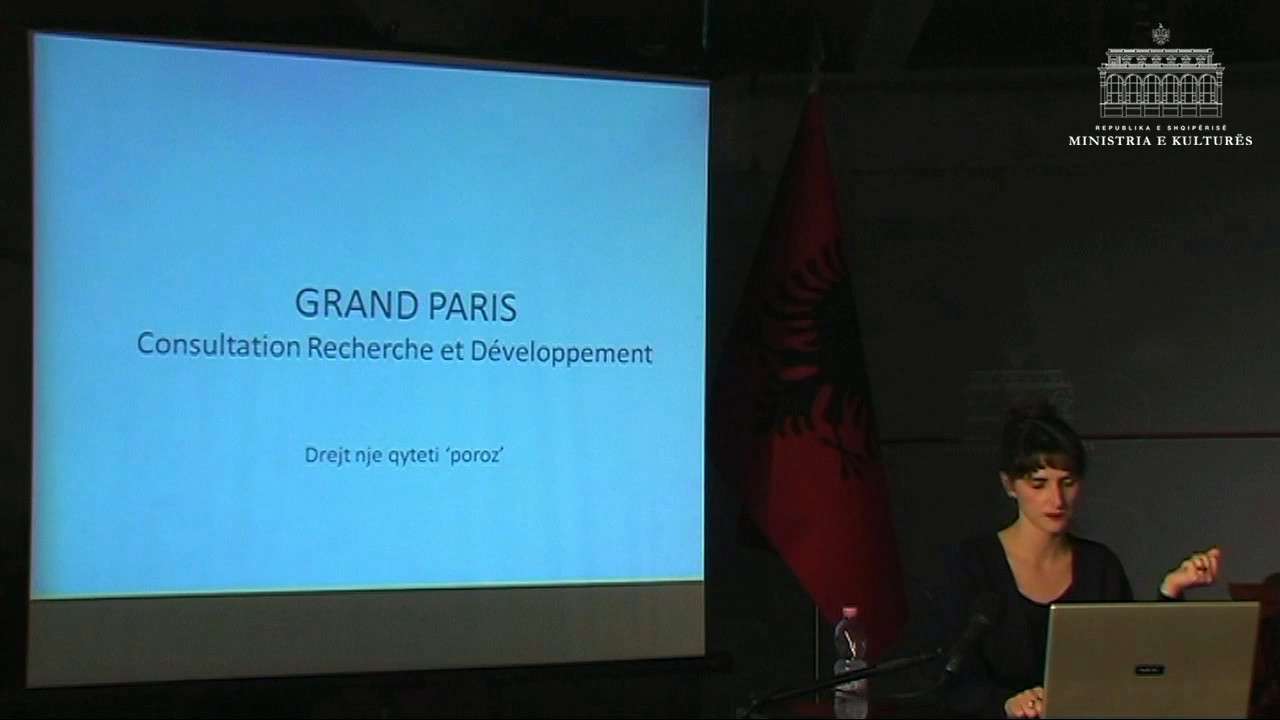 GRAND PARIS
Consultation Recherche et Développement
Drejt nje qyteti ‘poroz’
REPUBLIKA E SHQIPËRISË
MINISTRIA E KULTURËS